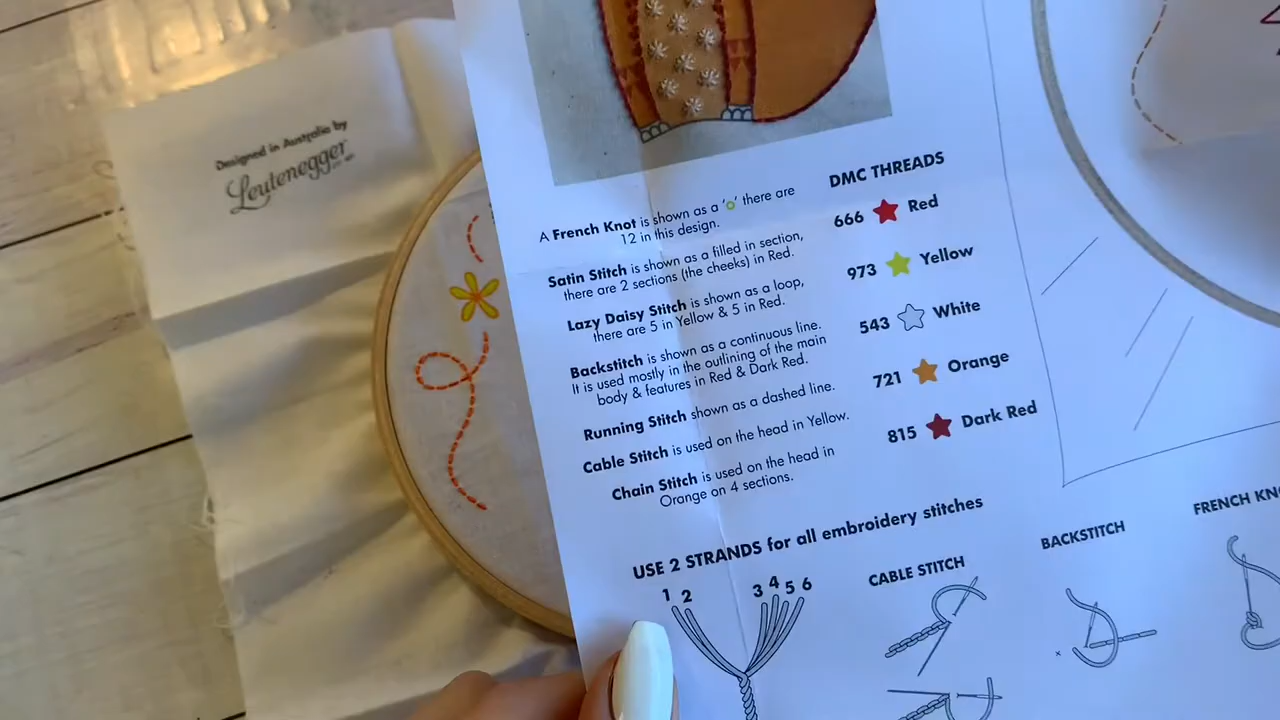 Designed in Australia by
Leutenegger
A French Knot is shown as a 'o' there are
12 in this design.
Satin Stitch is shown as a filled in section,
there are 2 sections (the cheeks) in Red.
Lazy Daisy Stitch is shown as a loop,
there are 5 in Yellow & 5 in Red.
Backstitch is shown as a continuous line.
It is used mostly in the outlining of the main
body & features in Red & Dark Red.
Running Stitch shown as a dashed line.
Cable Stitch is used on the head in Yellow.
Chain Stitch is used on the head in
Orange on 4 sections.
DMC THREADS
666 Red
973 Yellow
543 White
721 Orange
815 Dark Red
USE 2 STRANDS for all embroidery stitches
1 2 3 4 5 6
CABLE STITCH
BACKSTITCH
FRENCH KN